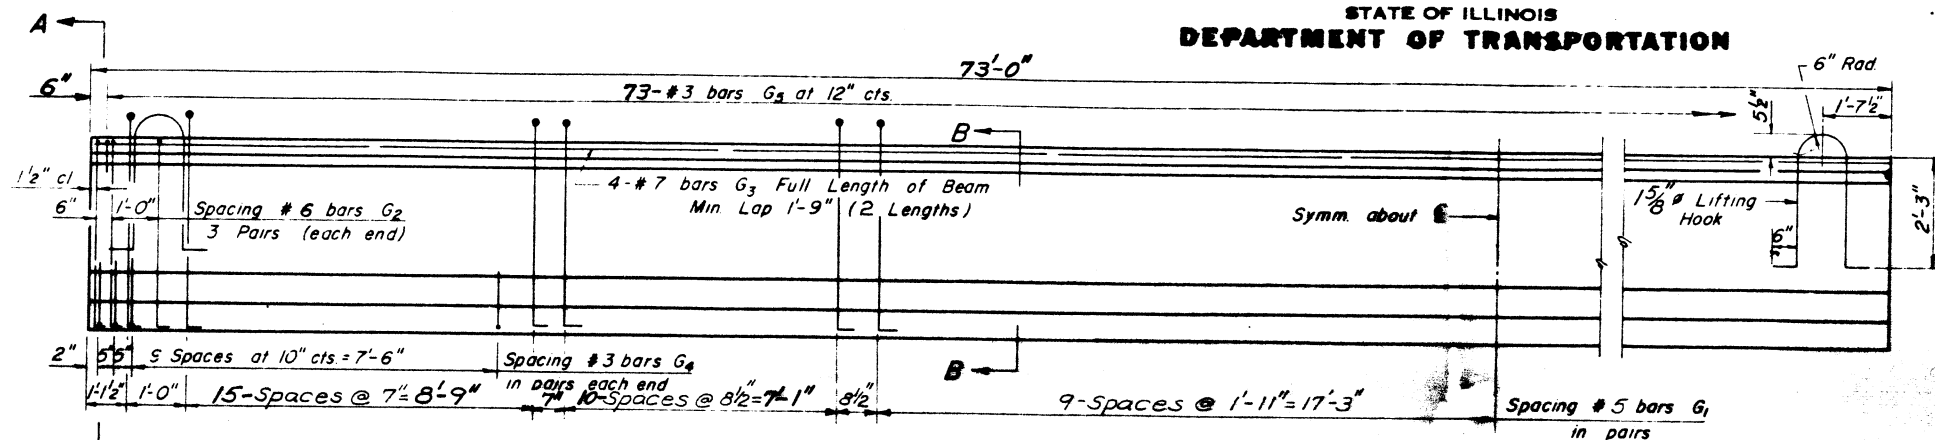 STATE OF ILLINOIS
DEPARTMENT OF TRANSPORTATION
A
73'-0"
6" Rad.
6"
73-#3 bars G5 at 12" cts.
5½"
1'-7½"
B
1½" cl.
4-#7 bars G3 Full Length of Beam
Min. Lap 1'-9" (2 Lengths)
6"
1'-0"
Spacing #6 bars G2
3 Pairs (each end)
Symm. about ℄
1⅝" ø Lifting
Hook
2'-3"
6"
2"
5"
5"
9 Spaces at 10" cts. = 7'-6"
Spacing #3 bars G4
in pairs each end
B
1'-1½"
1'-0"
15-Spaces @ 7" = 8'-9"
7"
10-Spaces @ 8½" = 7'-1"
8½"
9-Spaces @ 1'-11" = 17'-3"
Spacing #5 bars G1
in pairs